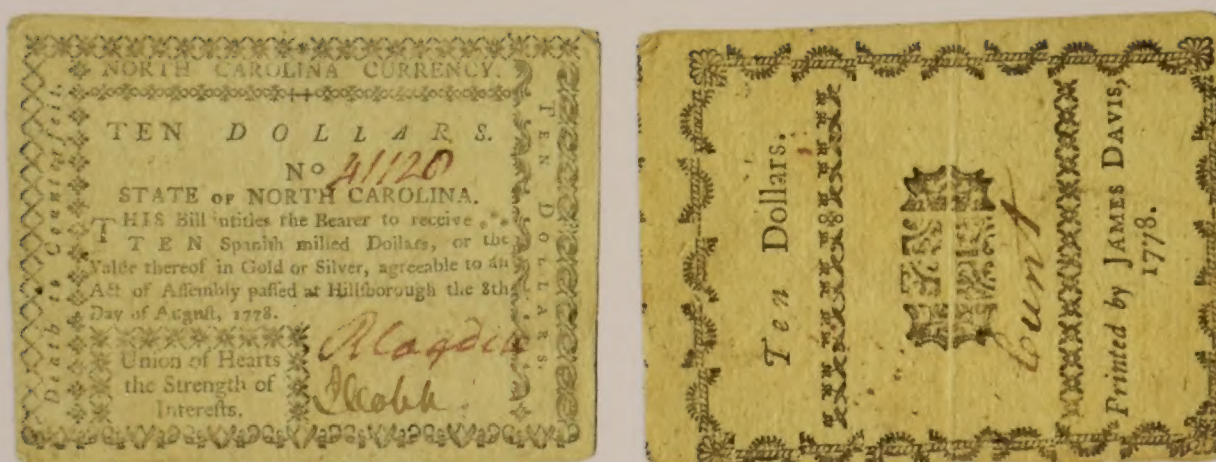 NORTH CAROLINA CURRENCY.
TEN DOLLARS.
No 41120
STATE OF NORTH CAROLINA.
THIS Bill intitles the Bearer to receive
TEN Spanish milled Dollars, or the
Value thereof in Gold or Silver, agreeable to an
Act of Assembly passed at Hillsborough the 8th
Day of August, 1778.
Union of Hearts
the Strength of
Interests.
Death to Counterfeit.
TEN DOLLARS.
R Cogdell
J Cobb
Ten Dollars.
Printed by JAMES DAVIS,
1778.